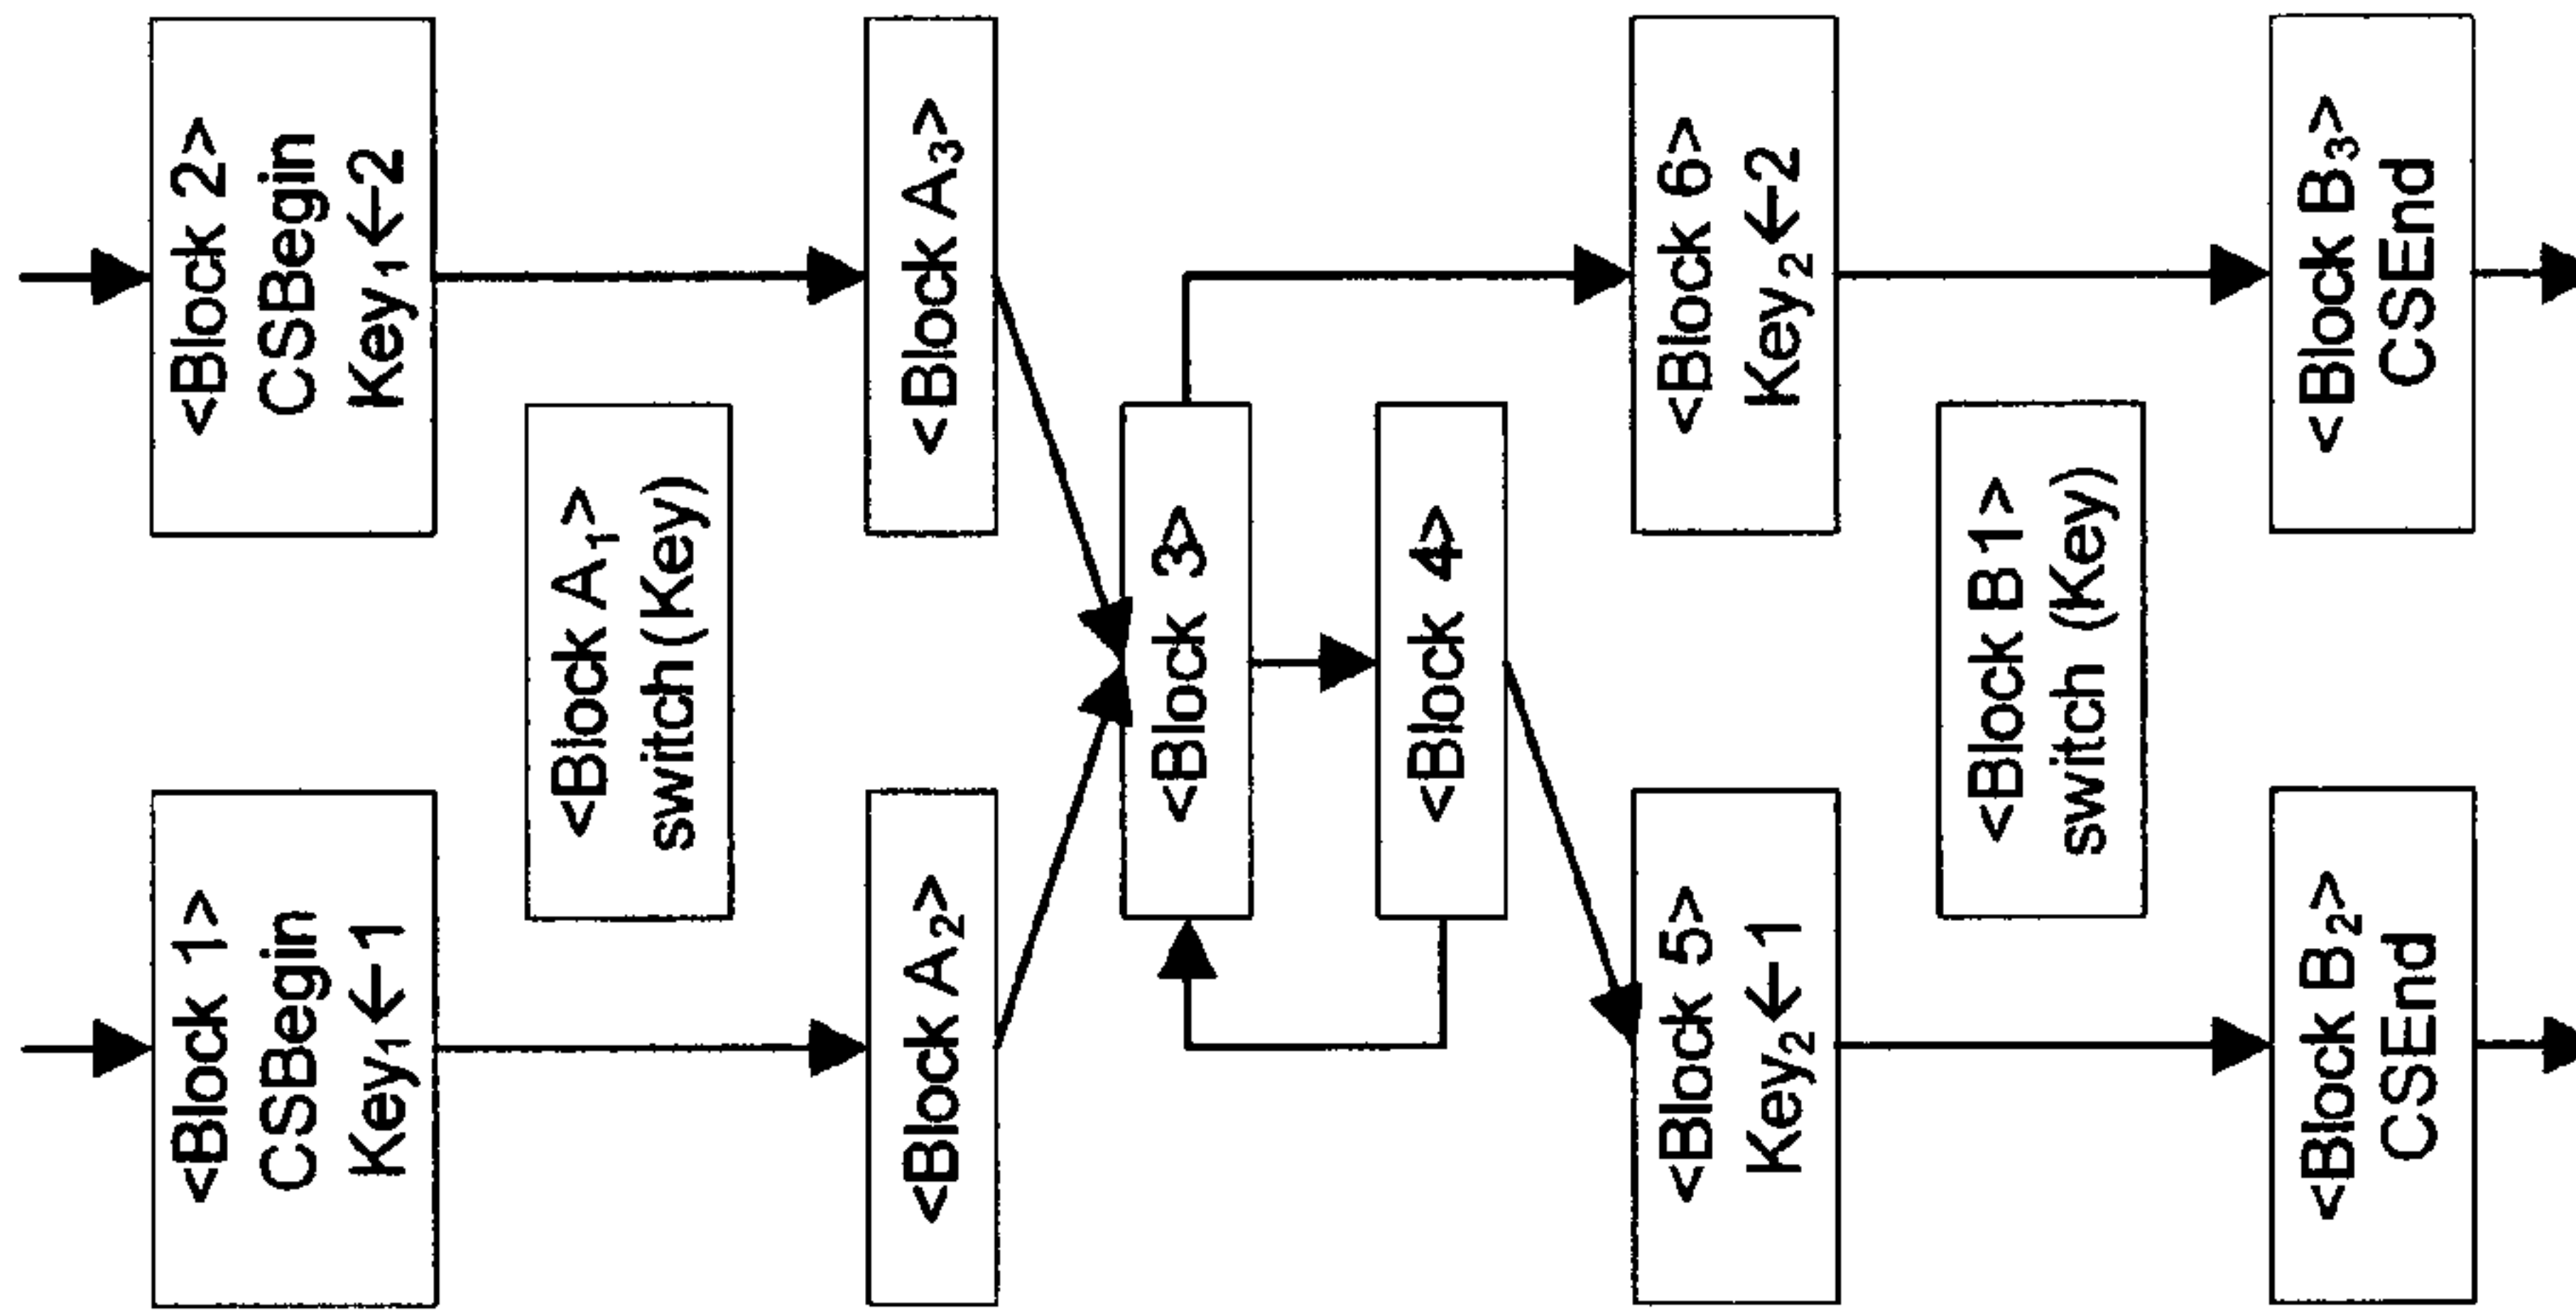 <Block 1>
CSBegin
Key₁←1
<Block 2>
CSBegin
Key₁←2
<Block A₁>
switch(Key)
<Block A₂>
<Block A₃>
<Block 3>
<Block 4>
<Block 5>
Key₂←1
<Block 6>
Key₂←2
<Block B1>
switch (Key)
<Block B₂>
CSEnd
<Block B₃>
CSEnd